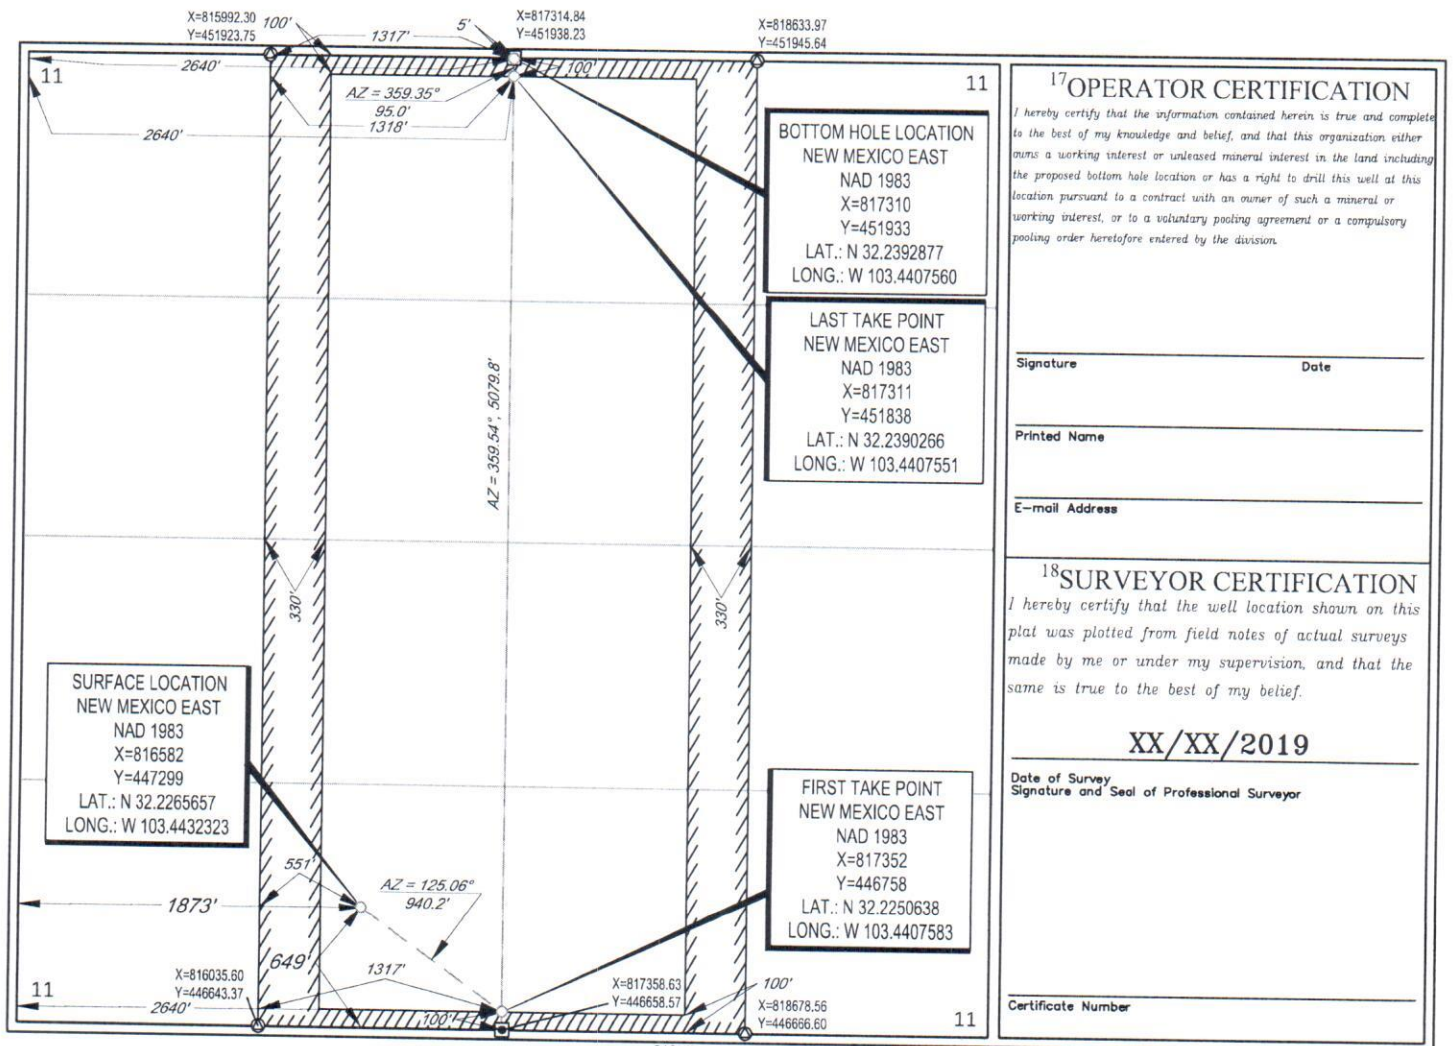 X=815992.30
Y=451923.75
100'
1317'
5'
X=817314.84
Y=451938.23
X=818633.97
Y=451945.64
11
2640'
100'
11
AZ = 359.35°
95.0'
1318'
2640'
BOTTOM HOLE LOCATION
NEW MEXICO EAST
NAD 1983
X=817310
Y=451933
LAT.: N 32.2392877
LONG.: W 103.4407560
LAST TAKE POINT
NEW MEXICO EAST
NAD 1983
X=817311
Y=451838
LAT.: N 32.2390266
LONG.: W 103.4407551
AZ = 359.54°, 5079.8'
330'
330'
SURFACE LOCATION
NEW MEXICO EAST
NAD 1983
X=816582
Y=447299
LAT.: N 32.2265657
LONG.: W 103.4432323
FIRST TAKE POINT
NEW MEXICO EAST
NAD 1983
X=817352
Y=446758
LAT.: N 32.2250638
LONG.: W 103.4407583
551'
AZ = 125.06°
940.2'
1873'
649'
1317'
X=816035.60
Y=446643.37
11
2640'
100'
X=817358.63
Y=446658.57
100'
X=818678.56
Y=446666.60
11
17 OPERATOR CERTIFICATION
I hereby certify that the information contained herein is true and complete
to the best of my knowledge and belief, and that this organization either
owns a working interest or unleased mineral interest in the land including
the proposed bottom hole location or has a right to drill this well at this
location pursuant to a contract with an owner of such a mineral or
working interest, or to a voluntary pooling agreement or a compulsory
pooling order heretofore entered by the division.
Signature Date
Printed Name
E-mail Address
18 SURVEYOR CERTIFICATION
I hereby certify that the well location shown on this
plat was plotted from field notes of actual surveys
made by me or under my supervision, and that the
same is true to the best of my belief.
XX/XX/2019
Date of Survey
Signature and Seal of Professional Surveyor
Certificate Number